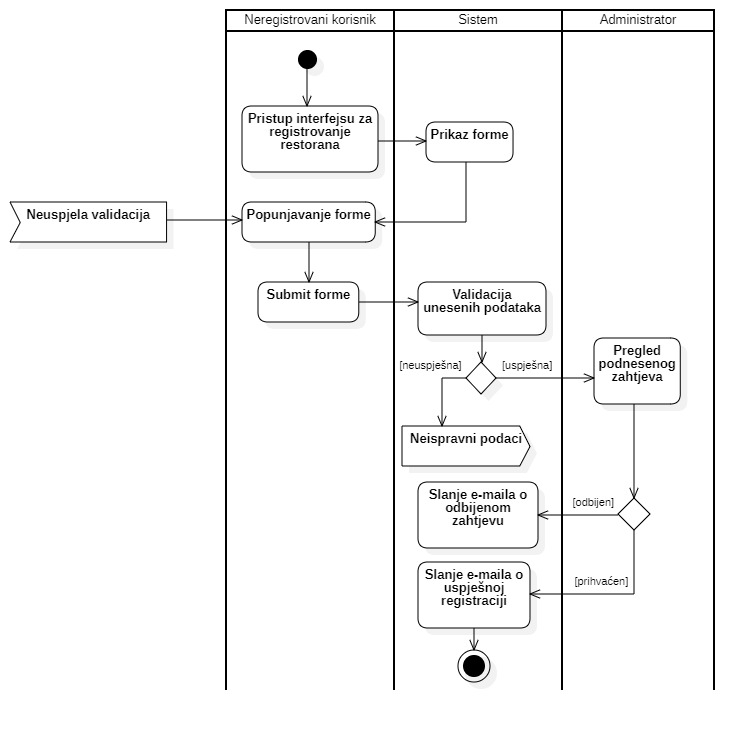 Neregistrovani korisnik
Sistem
Administrator
Pristup interfejsu za
registrovanje
restorana
Prikaz forme
Neuspjela validacija
Popunjavanje forme
Submit forme
Validacija
unesenih podataka
[neuspješna]
[uspješna]
Pregled
podnesenog
zahtjeva
Neispravni podaci
Slanje e-maila o
odbijenom
zahtjevu
[odbijen]
Slanje e-maila o
uspješnoj
registraciji
[prihvaćen]